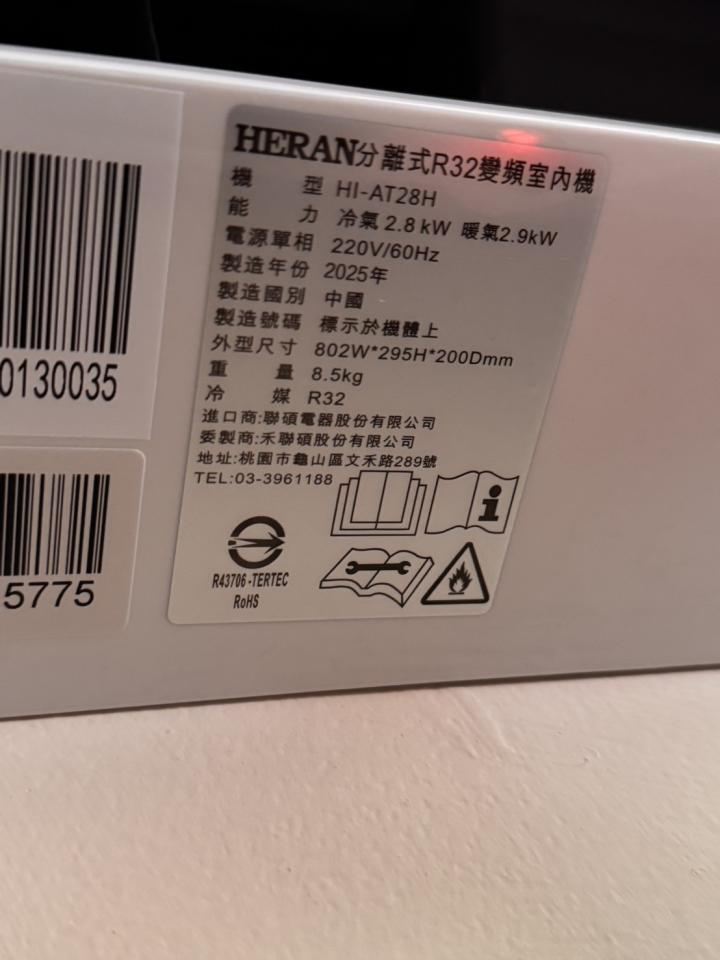 HERAN分離式R32變頻室內機
機 型 HI-AT28H
能 力 冷氣 2.8 kW 暖氣2.9kW
電源單相 220V/60Hz
製造年份 2025年
製造國別 中國
製造號碼 標示於機體上
外型尺寸 802W*295H*200Dmm
重 量 8.5kg
冷 媒 R32
進口商:聯碩電器股份有限公司
委製商:禾聯碩股份有限公司
地址:桃園市龜山區文禾路289號
TEL:03-3961188
R43706-TERTEC
RoHS
0130035
5775